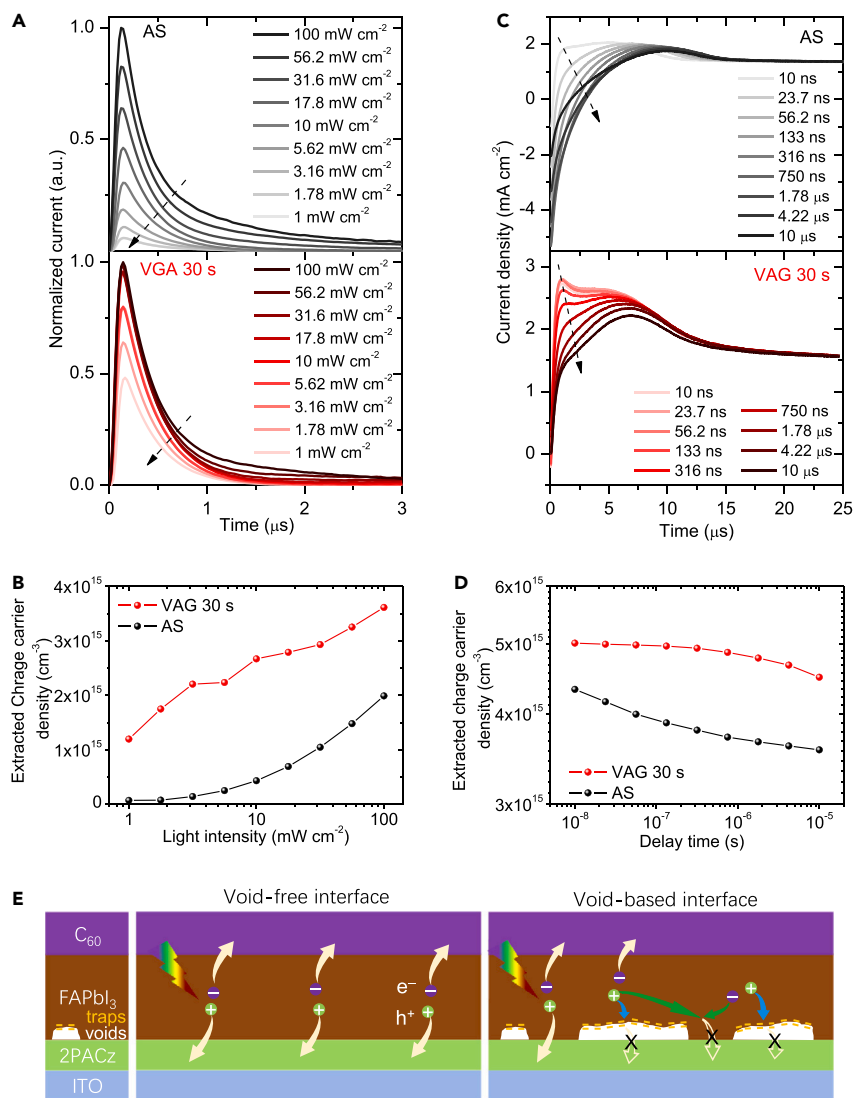 A
AS
1.0
0.5
100 mW cm⁻²
56.2 mW cm⁻²
31.6 mW cm⁻²
17.8 mW cm⁻²
10 mW cm⁻²
5.62 mW cm⁻²
3.16 mW cm⁻²
1.78 mW cm⁻²
1 mW cm⁻²
Normalized current (a.u.)
VGA 30 s
1.0
0.5
0.0
100 mW cm⁻²
56.2 mW cm⁻²
31.6 mW cm⁻²
17.8 mW cm⁻²
10 mW cm⁻²
5.62 mW cm⁻²
3.16 mW cm⁻²
1.78 mW cm⁻²
1 mW cm⁻²
0 1 2 3
Time (μs)
C
AS
2
0
-2
-4
10 ns
23.7 ns
56.2 ns
133 ns
316 ns
750 ns
1.78 μs
4.22 μs
10 μs
Current density (mA cm⁻²)
VAG 30 s
3
2
1
0
10 ns
23.7 ns
56.2 ns
133 ns
316 ns
750 ns
1.78 μs
4.22 μs
10 μs
0 5 10 15 20 25
Time (μs)
B
Extracted Chrage carrier
density (cm⁻³)
4x10¹⁵
3x10¹⁵
2x10¹⁵
1x10¹⁵
0
VAG 30 s
AS
1 10 100
Light intensity (mW cm⁻²)
D
Extracted charge carrier
density (cm⁻³)
6x10¹⁵
5x10¹⁵
4x10¹⁵
3x10¹⁵
VAG 30 s
AS
10⁻⁸ 10⁻⁷ 10⁻⁶ 10⁻⁵
Delay time (s)
E
Void-free interface
Void-based interface
C₆₀
FAPbI₃
traps
voids
2PACz
ITO
e⁻
h⁺
− + − + − +
− + − + − +
X X X